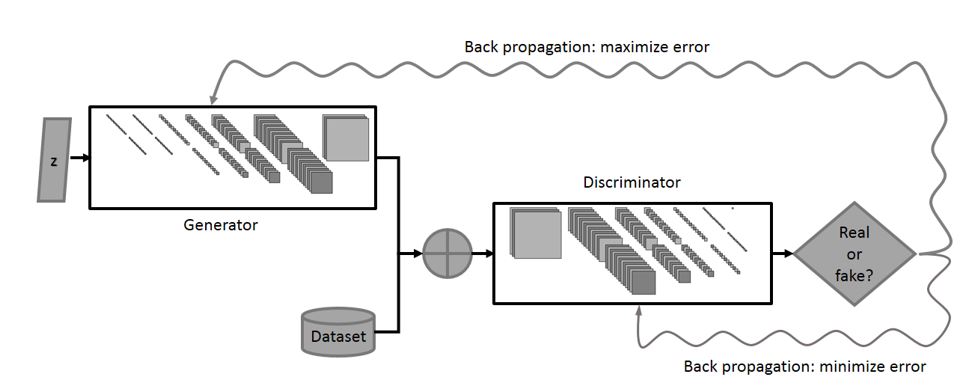 Back propagation: maximize error
z
Generator
Discriminator
Real
or
fake?
Dataset
Back propagation: minimize error